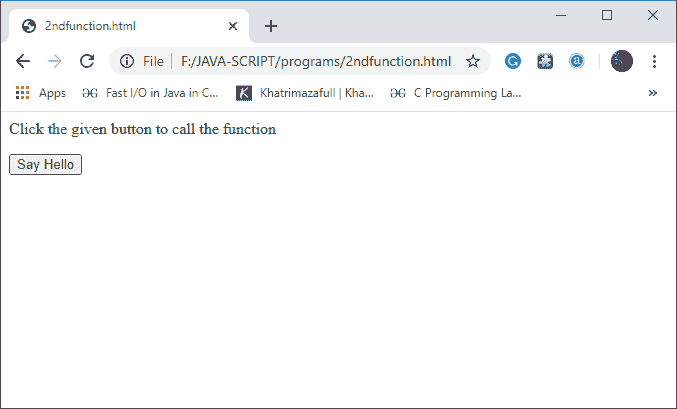 2ndfunction.html
File F:/JAVA-SCRIPT/programs/2ndfunction.html
Apps Fast I/O in Java in C... Khatrimazafull | Kha... C Programming La...
Click the given button to call the function
Say Hello